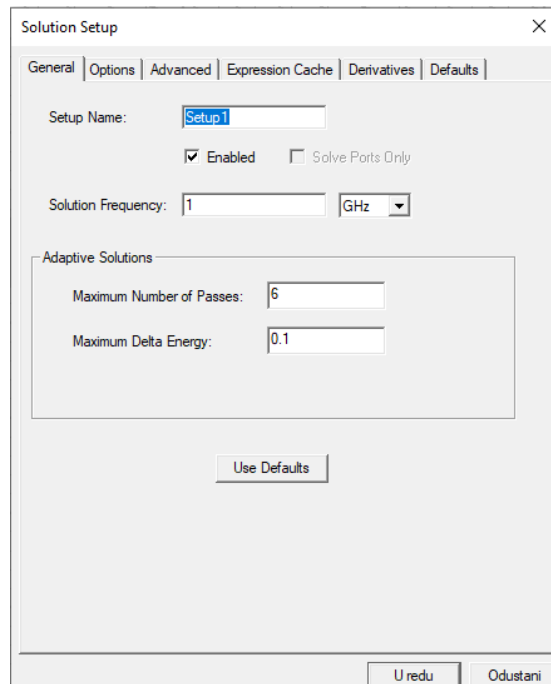 Solution Setup
General Options Advanced Expression Cache Derivatives Defaults
Setup Name: Setup1
Enabled Solve Ports Only
Solution Frequency: 1 GHz
Adaptive Solutions
Maximum Number of Passes: 6
Maximum Delta Energy: 0.1
Use Defaults
U redu Odustani